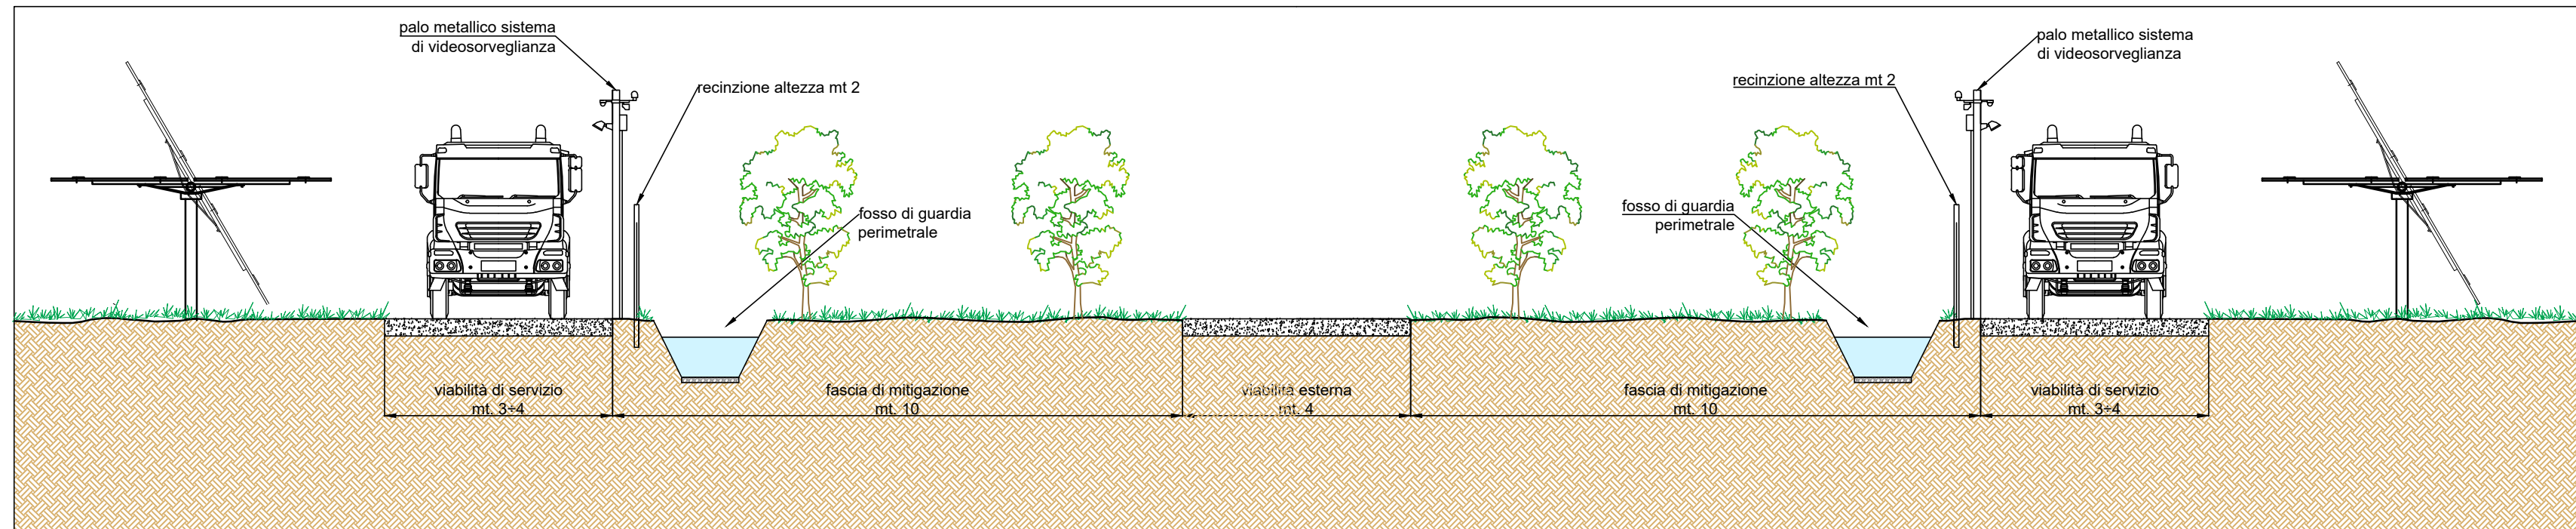 palo metallico sistema
di videosorveglianza
recinzione altezza mt 2
fosso di guardia
perimetrale
palo metallico sistema
di videosorveglianza
recinzione altezza mt 2
fosso di guardia
perimetrale
viabilità di servizio
mt. 3÷4
fascia di mitigazione
mt. 10
viabilità esterna
mt. 4
fascia di mitigazione
mt. 10
viabilità di servizio
mt. 3÷4